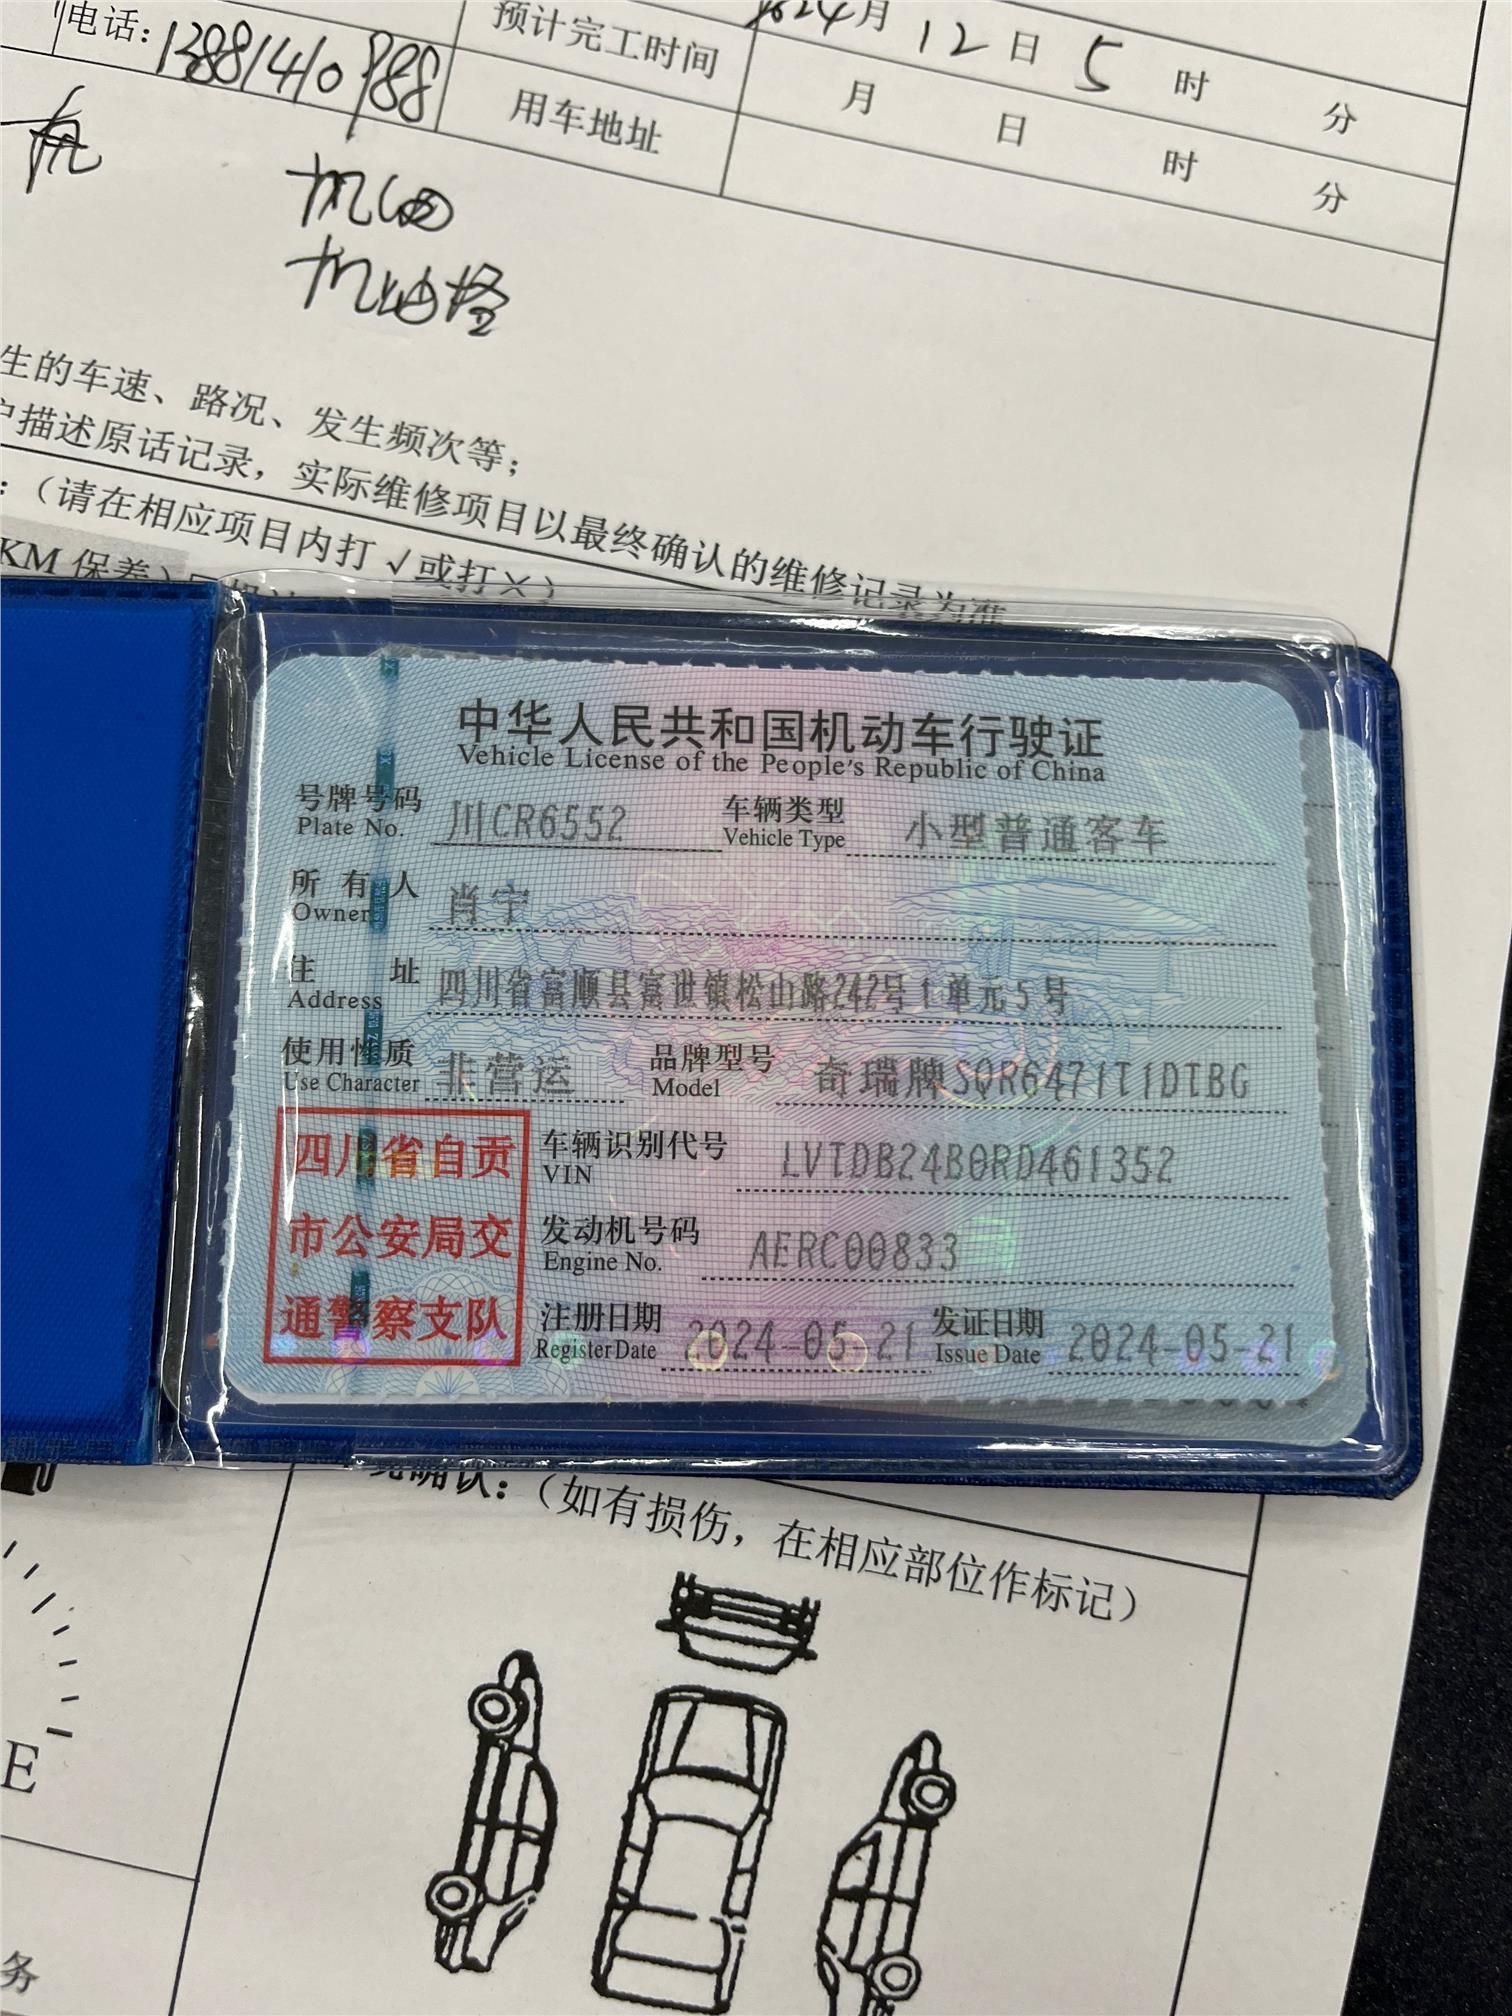 电话：13881410988
预计完工时间
月 12 日 5 时 分
用车地址
月 日 时 分
机油
机油格
生的车速、路况、发生频次等；
户描述原话记录，实际维修项目以最终确认的维修记录为准
：（请在相应项目内打√或打×）
KM 保养）
中华人民共和国机动车行驶证
Vehicle License of the People's Republic of China
号牌号码 川CR6552 车辆类型 小型普通客车
Plate No. Vehicle Type
所有人 肖宇
Owner
住址 四川省富顺县富世镇松山路242号1单元5号
Address
使用性质 非营运 品牌型号 奇瑞牌SQR6471T1DTBG
Use Character Model
四川省自贡
市公安局交
通警察支队
车辆识别代号 LVTDB24B0RD461352
VIN
发动机号码 AERC00833
Engine No.
注册日期 2024-05-21 发证日期 2024-05-21
Register Date Issue Date
确认：（如有损伤，在相应部位作标记）
E
务